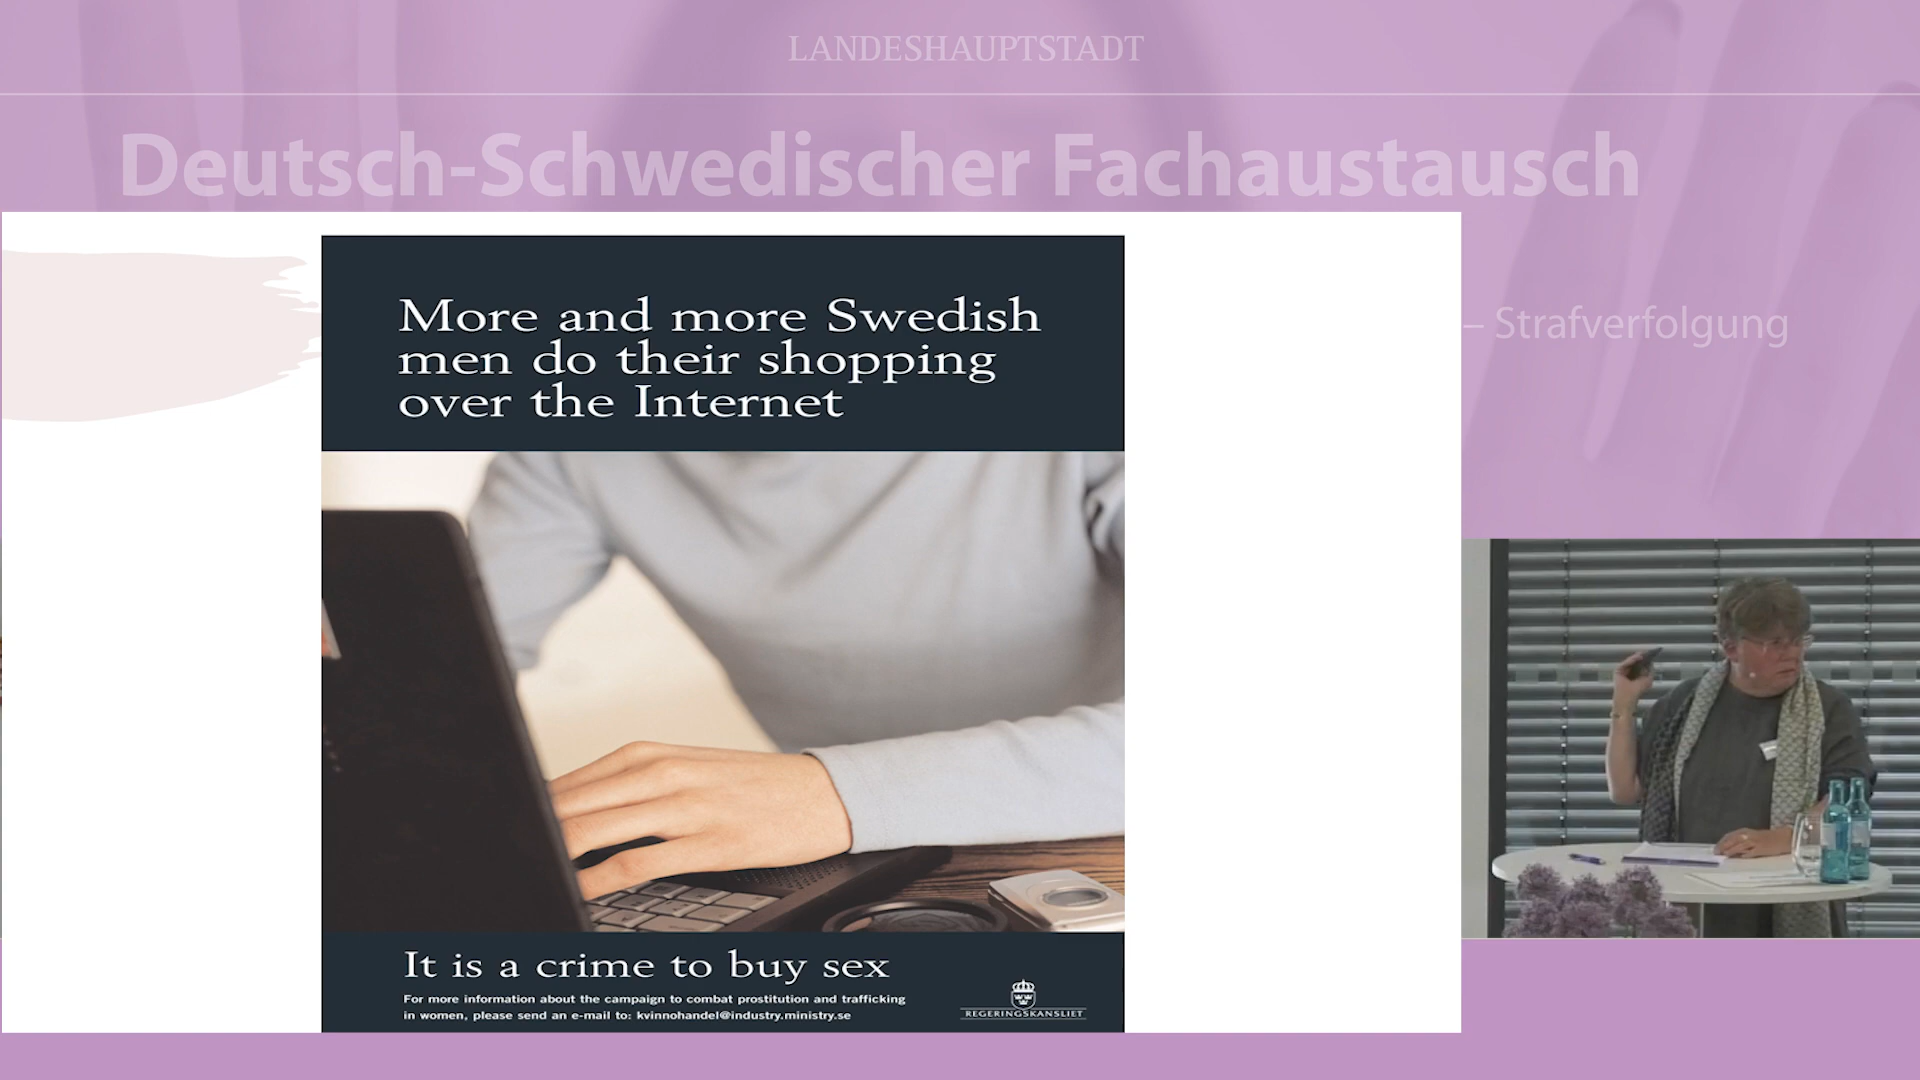 LANDESHAUPTSTADT
Deutsch-Schwedischer Fachaustausch
– Strafverfolgung
More and more Swedish
men do their shopping
over the Internet
It is a crime to buy sex
For more information about the campaign to combat prostitution and trafficking
in women, please send an e-mail to: kvinnohandel@industry.ministry.se
REGERINGSKANSLIET